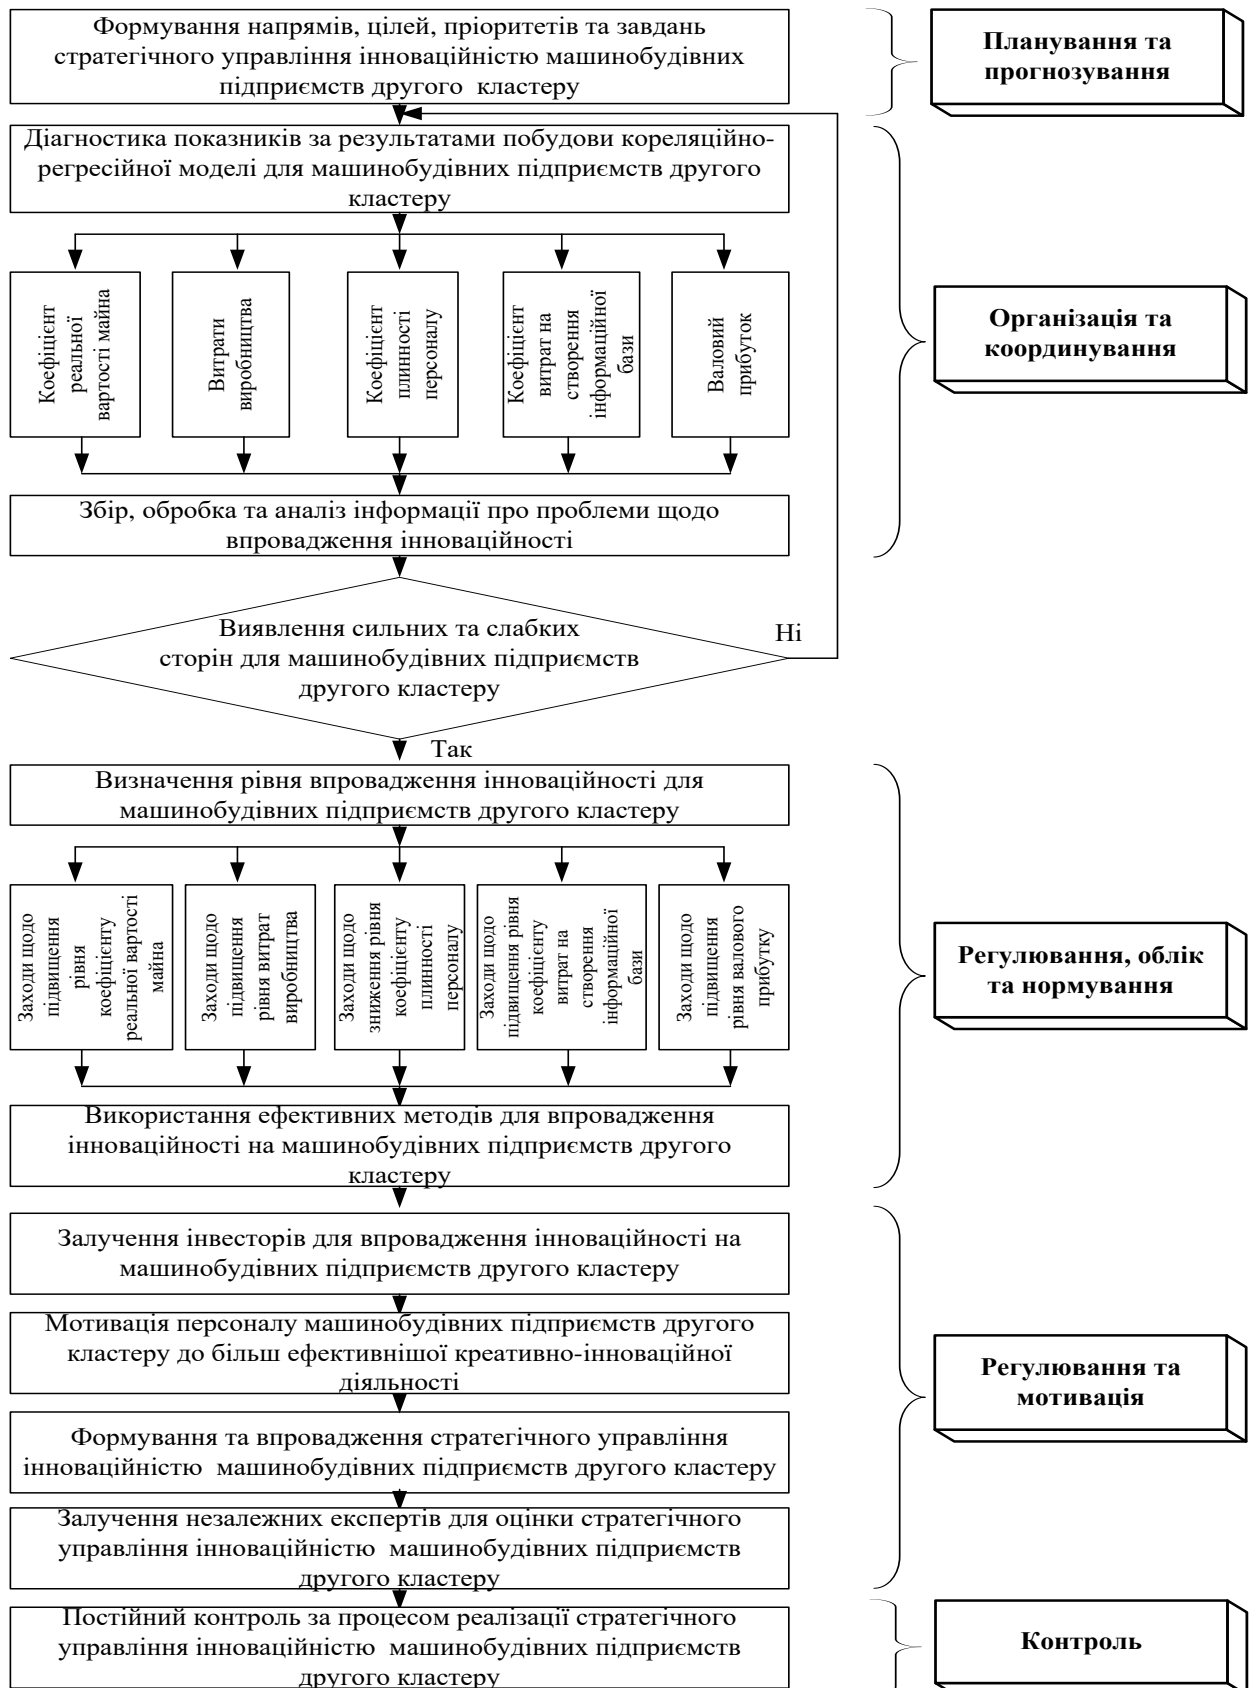 Формування напрямів, цілей, пріоритетів та завдань
стратегічного управління інноваційністю машинобудівних
підприємств другого кластеру
Планування та
прогнозування
Діагностика показників за результатами побудови кореляційно-
регресійної моделі для машинобудівних підприємств другого
кластеру
Коефіцієнт
реальної
вартості майна
Витрати
виробництва
Коефіцієнт
плинності
персоналу
Коефіцієнт
витрат на
створення
інформаційної
бази
Валовий
прибуток
Організація та
координування
Збір, обробка та аналіз інформації про проблеми щодо
впровадження інноваційності
Виявлення сильних та слабких
сторін для машинобудівних підприємств
другого кластеру
Ні
Так
Визначення рівня впровадження інноваційності для
машинобудівних підприємств другого кластеру
Заходи щодо
підвищення
рівня
коефіцієнту
реальної вартості
майна
Заходи щодо
підвищення
рівня витрат
виробництва
Заходи щодо
зниження рівня
коефіцієнту
плинності
персоналу
Заходи щодо
підвищення рівня
коефіцієнту
витрат на
створення
інформаційної
бази
Заходи щодо
підвищення
рівня валового
прибутку
Регулювання, облік
та нормування
Використання ефективних методів для впровадження
інноваційності на машинобудівних підприємств другого
кластеру
Залучення інвесторів для впровадження інноваційності на
машинобудівних підприємств другого кластеру
Мотивація персоналу машинобудівних підприємств другого
кластеру до більш ефективнішої креативно-інноваційної
діяльності
Регулювання та
мотивація
Формування та впровадження стратегічного управління
інноваційністю машинобудівних підприємств другого кластеру
Залучення незалежних експертів для оцінки стратегічного
управління інноваційністю машинобудівних підприємств
другого кластеру
Постійний контроль за процесом реалізації стратегічного
управління інноваційністю машинобудівних підприємств
другого кластеру
Контроль